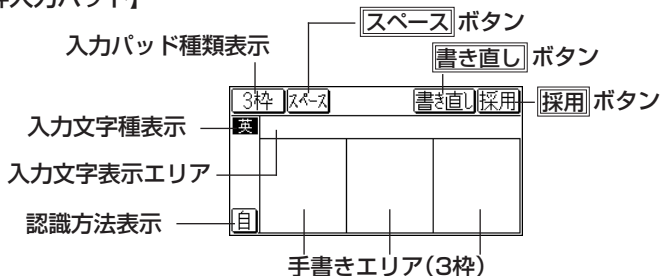 枠入力パッド】
スペース ボタン
入力パッド種類表示
書き直し ボタン
3枠 スペース 書き直し 採用 採用 ボタン
入力文字種表示 英
入力文字表示エリア
認識方法表示 自
手書きエリア(3枠)